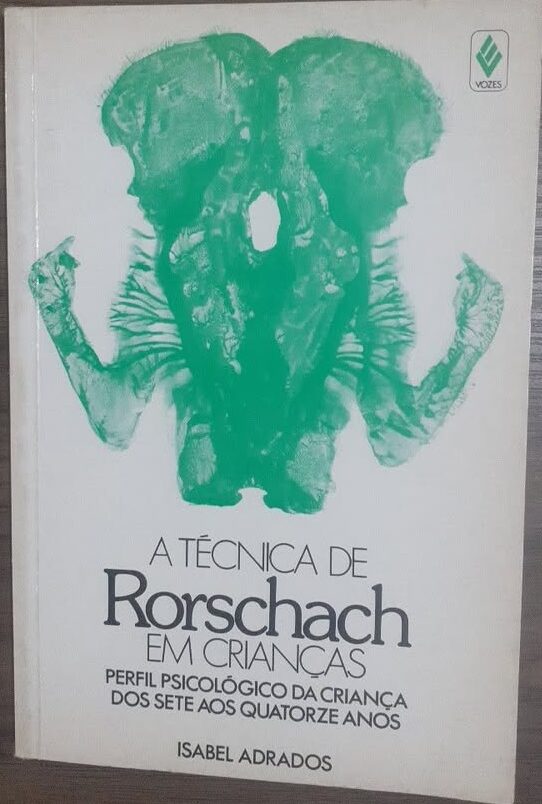 VOZES
A TÉCNICA DE
Rorschach
EM CRIANÇAS
PERFIL PSICOLÓGICO DA CRIANÇA
DOS SETE AOS QUATORZE ANOS
ISABEL ADRADOS